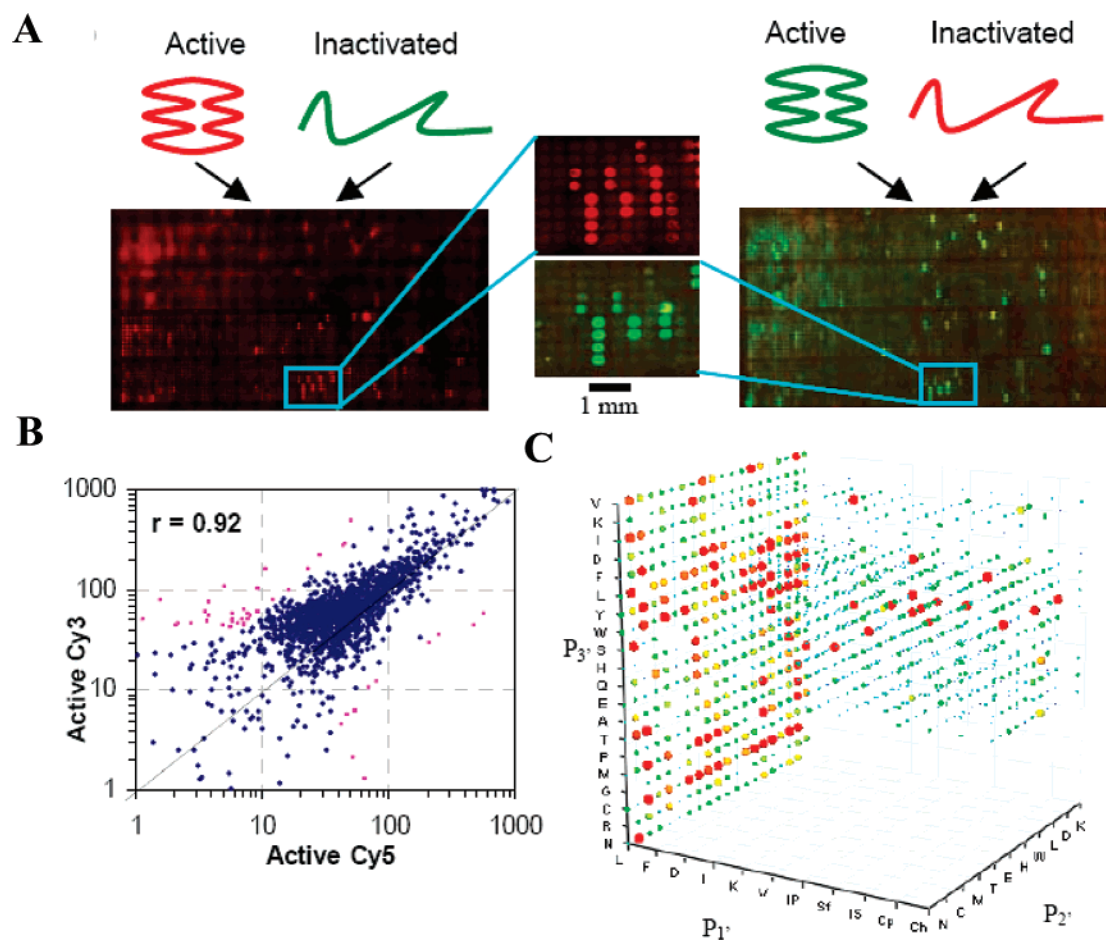 A
Active Inactivated
Active Inactivated
1 mm
B
r = 0.92
1000
100
10
1
1 10 100 1000
Active Cy3
Active Cy5
C
V
K
I
D
F
L
Y
W
S
H
Q
E
A
T
P
M
G
C
R
N
P3'
L F D I K W IP Sf IS Cp Ch
P1'
N C M T E H W L D K
P2'